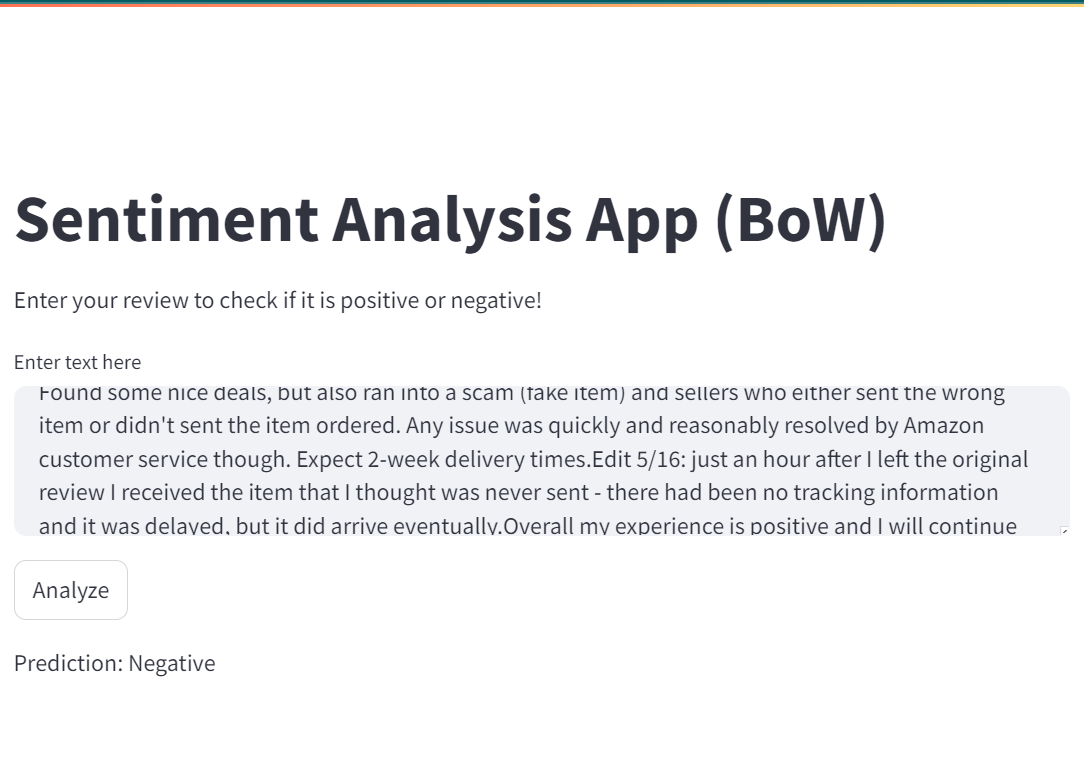 Sentiment Analysis App (BoW)
Enter your review to check if it is positive or negative!
Enter text here
Found some nice deals, but also ran into a scam (fake item) and sellers who either sent the wrong
item or didn't sent the item ordered. Any issue was quickly and reasonably resolved by Amazon
customer service though. Expect 2-week delivery times.Edit 5/16: just an hour after I left the original
review I received the item that I thought was never sent - there had been no tracking information
and it was delayed, but it did arrive eventually.Overall my experience is positive and I will continue
Analyze
Prediction: Negative